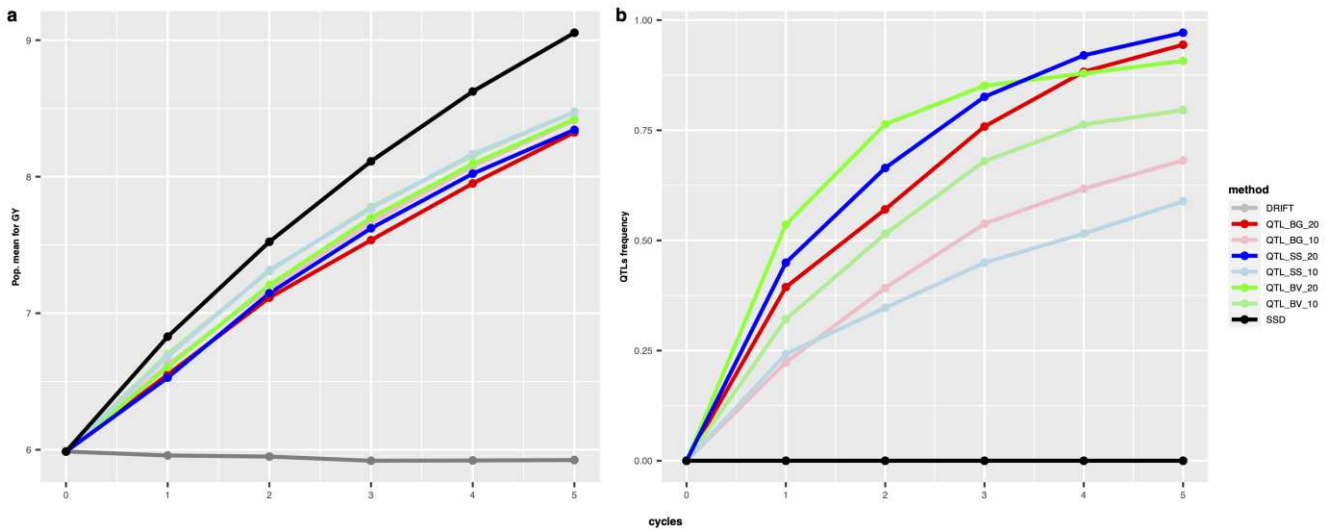 a
Pop. mean for GY
9
8
7
6
0 1 2 3 4 5
b
QTLs frequency
1.00
0.75
0.50
0.25
0.00
0 1 2 3 4 5
cycles
method
DRIFT
QTL_BG_20
QTL_BG_10
QTL_SS_20
QTL_SS_10
QTL_BV_20
QTL_BV_10
SSD